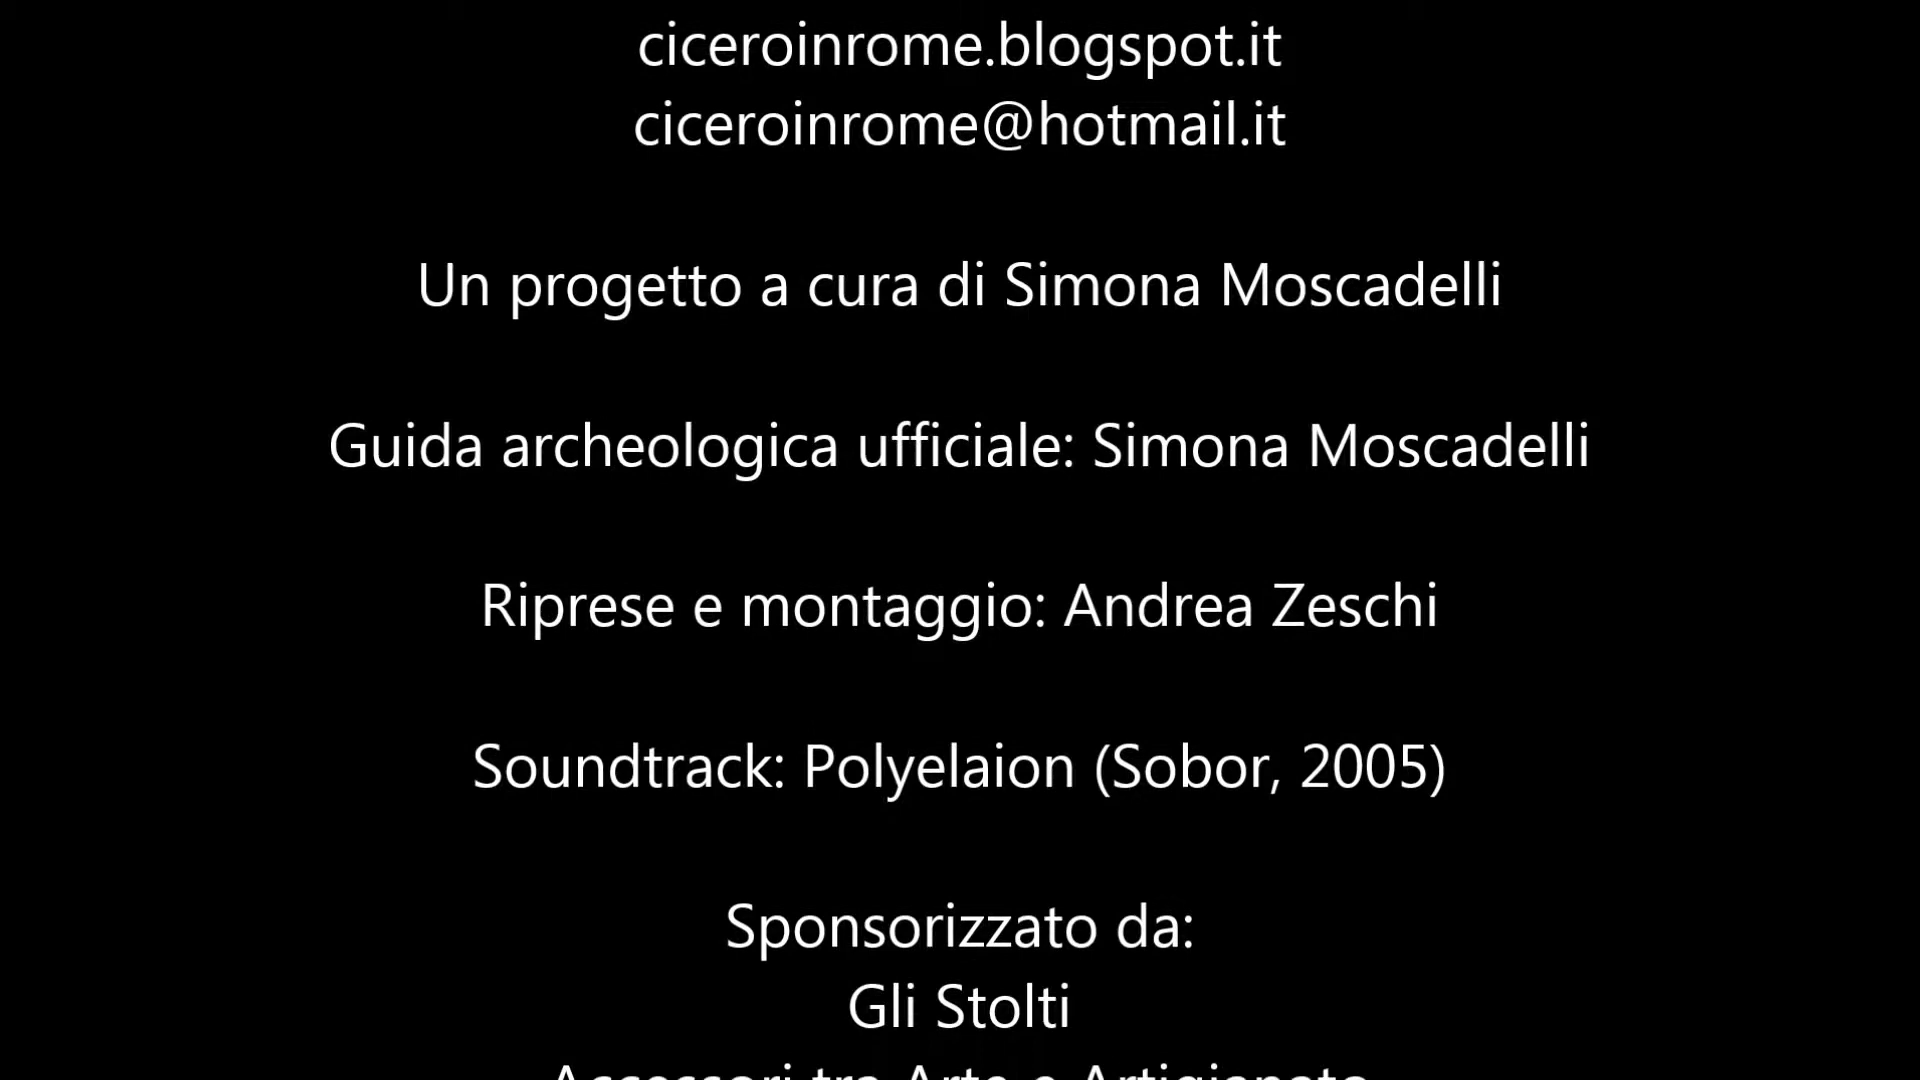 ciceroinrome.blogspot.it
ciceroinrome@hotmail.it
Un progetto a cura di Simona Moscadelli
Guida archeologica ufficiale: Simona Moscadelli
Riprese e montaggio: Andrea Zeschi
Soundtrack: Polyelaion (Sobor, 2005)
Sponsorizzato da:
Gli Stolti
Accessori tra Arte e Artigianato